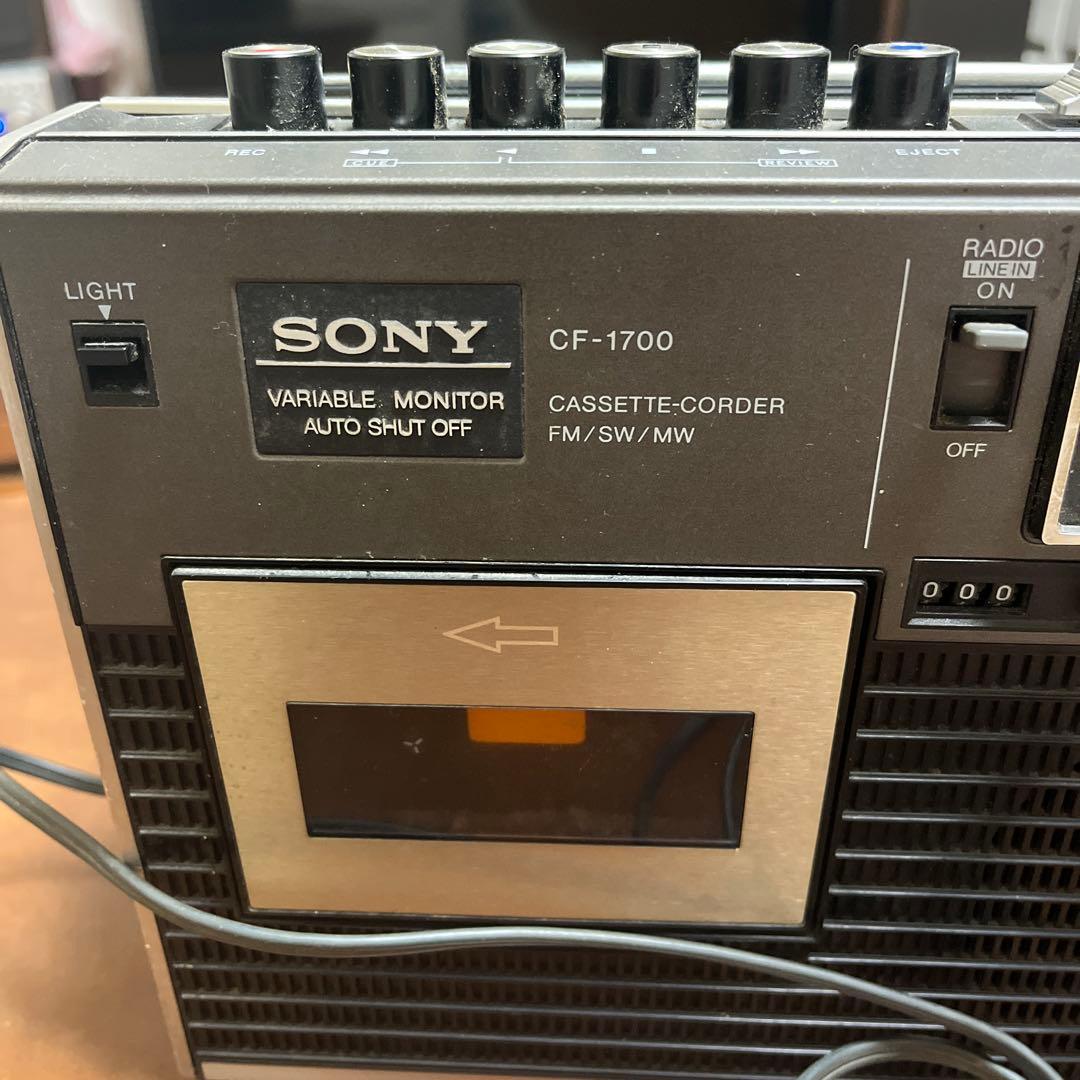 REC ◀◀ ◀ ■ ▶▶ EJECT
CUE REVIEW
RADIO
LINE IN
ON
OFF
LIGHT
SONY
VARIABLE MONITOR
AUTO SHUT OFF
CF-1700
CASSETTE-CORDER
FM/SW/MW
000